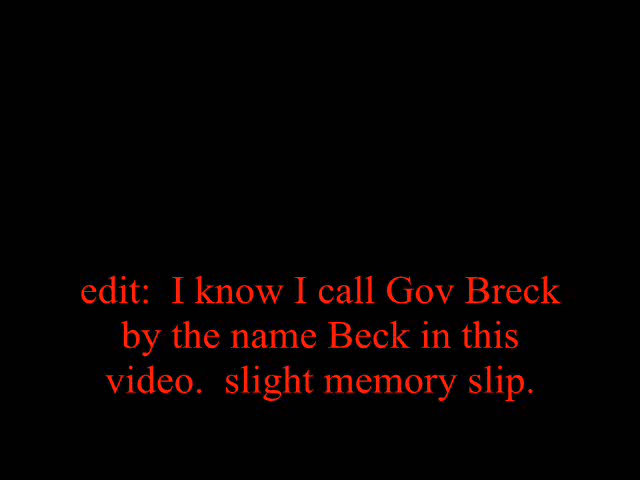 edit:  I know I call Gov Breck
by the name Beck in this
video.  slight memory slip.